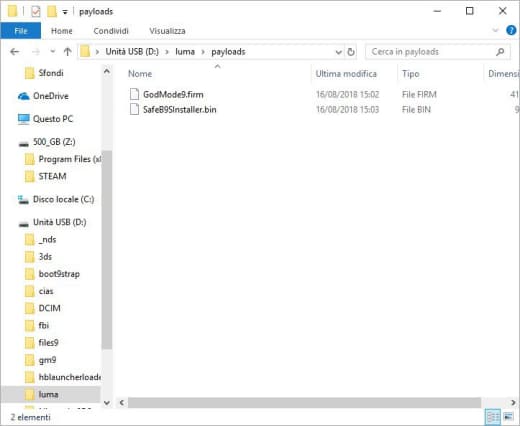 payloads
File
Home
Condividi
Visualizza
Unità USB (D:)
luma
payloads
Cerca in payloads
Nome
Ultima modifica
Tipo
Dimensi
GodMode9.firm
16/08/2018 15:02
File FIRM
41
SafeB9SInstaller.bin
16/08/2018 15:03
File BIN
9
Sfondi
OneDrive
Questo PC
500_GB (Z:)
Program Files (x
STEAM
Disco locale (C:)
Unità USB (D:)
_nds
3ds
boot9strap
cias
DCIM
fbi
files9
gm9
hblauncherloade
luma
2 elementi